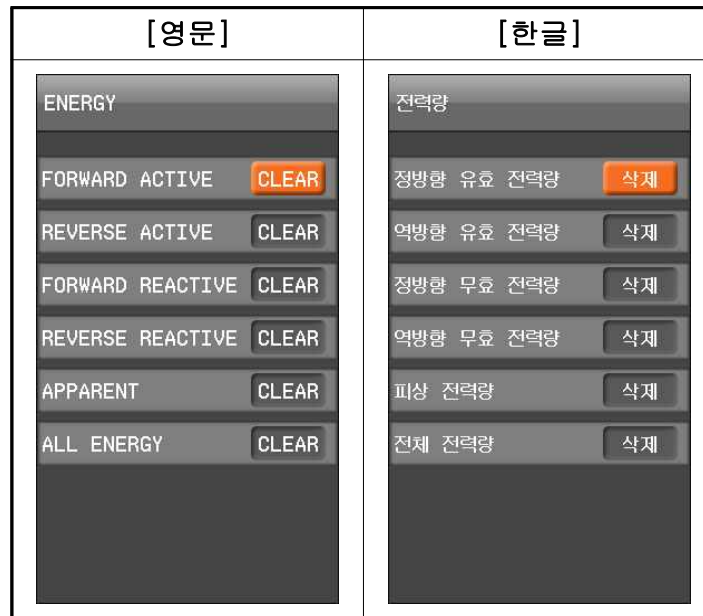 [영문] [한글]
ENERGY
FORWARD ACTIVE CLEAR
REVERSE ACTIVE CLEAR
FORWARD REACTIVE CLEAR
REVERSE REACTIVE CLEAR
APPARENT CLEAR
ALL ENERGY CLEAR
전력량
정방향 유효 전력량 삭제
역방향 유효 전력량 삭제
정방향 무효 전력량 삭제
역방향 무효 전력량 삭제
피상 전력량 삭제
전체 전력량 삭제